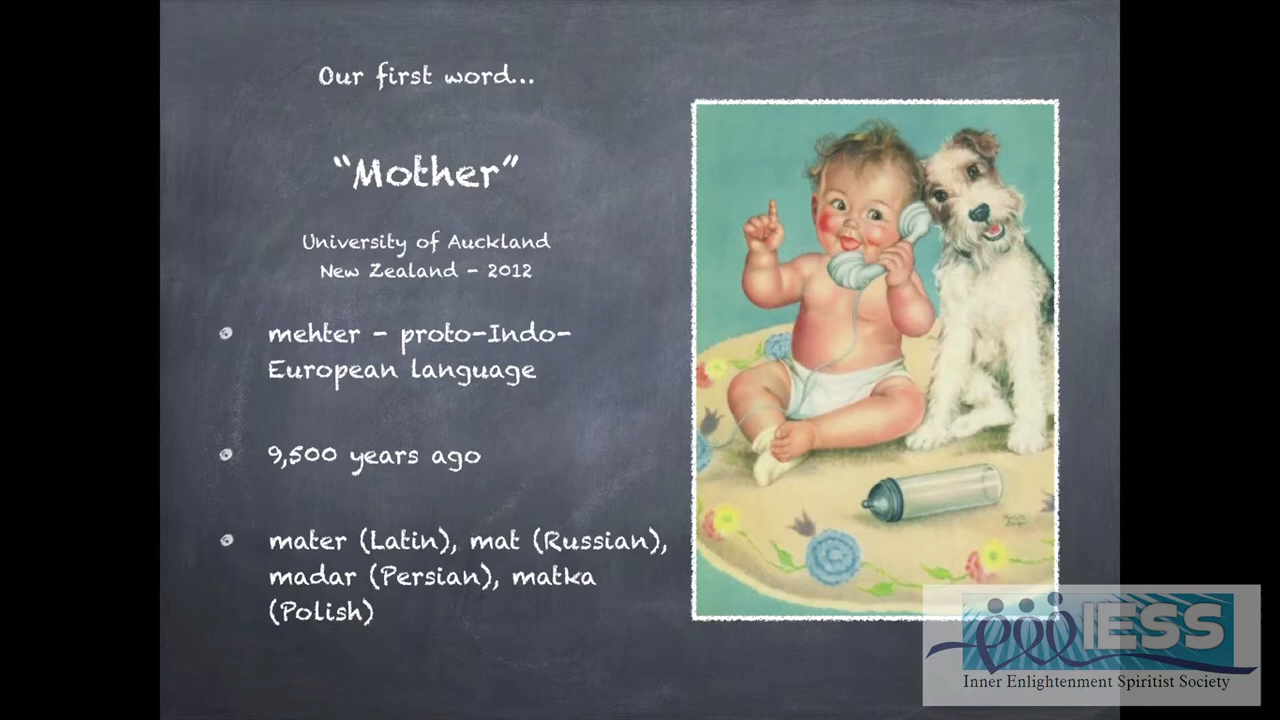 Our first word...
"Mother"
University of Auckland
New Zealand - 2012
mehter - proto-Indo-
European language
9,500 years ago
mater (Latin), mat (Russian),
madar (Persian), matka
(Polish)
IESS
Inner Enlightenment Spiritist Society